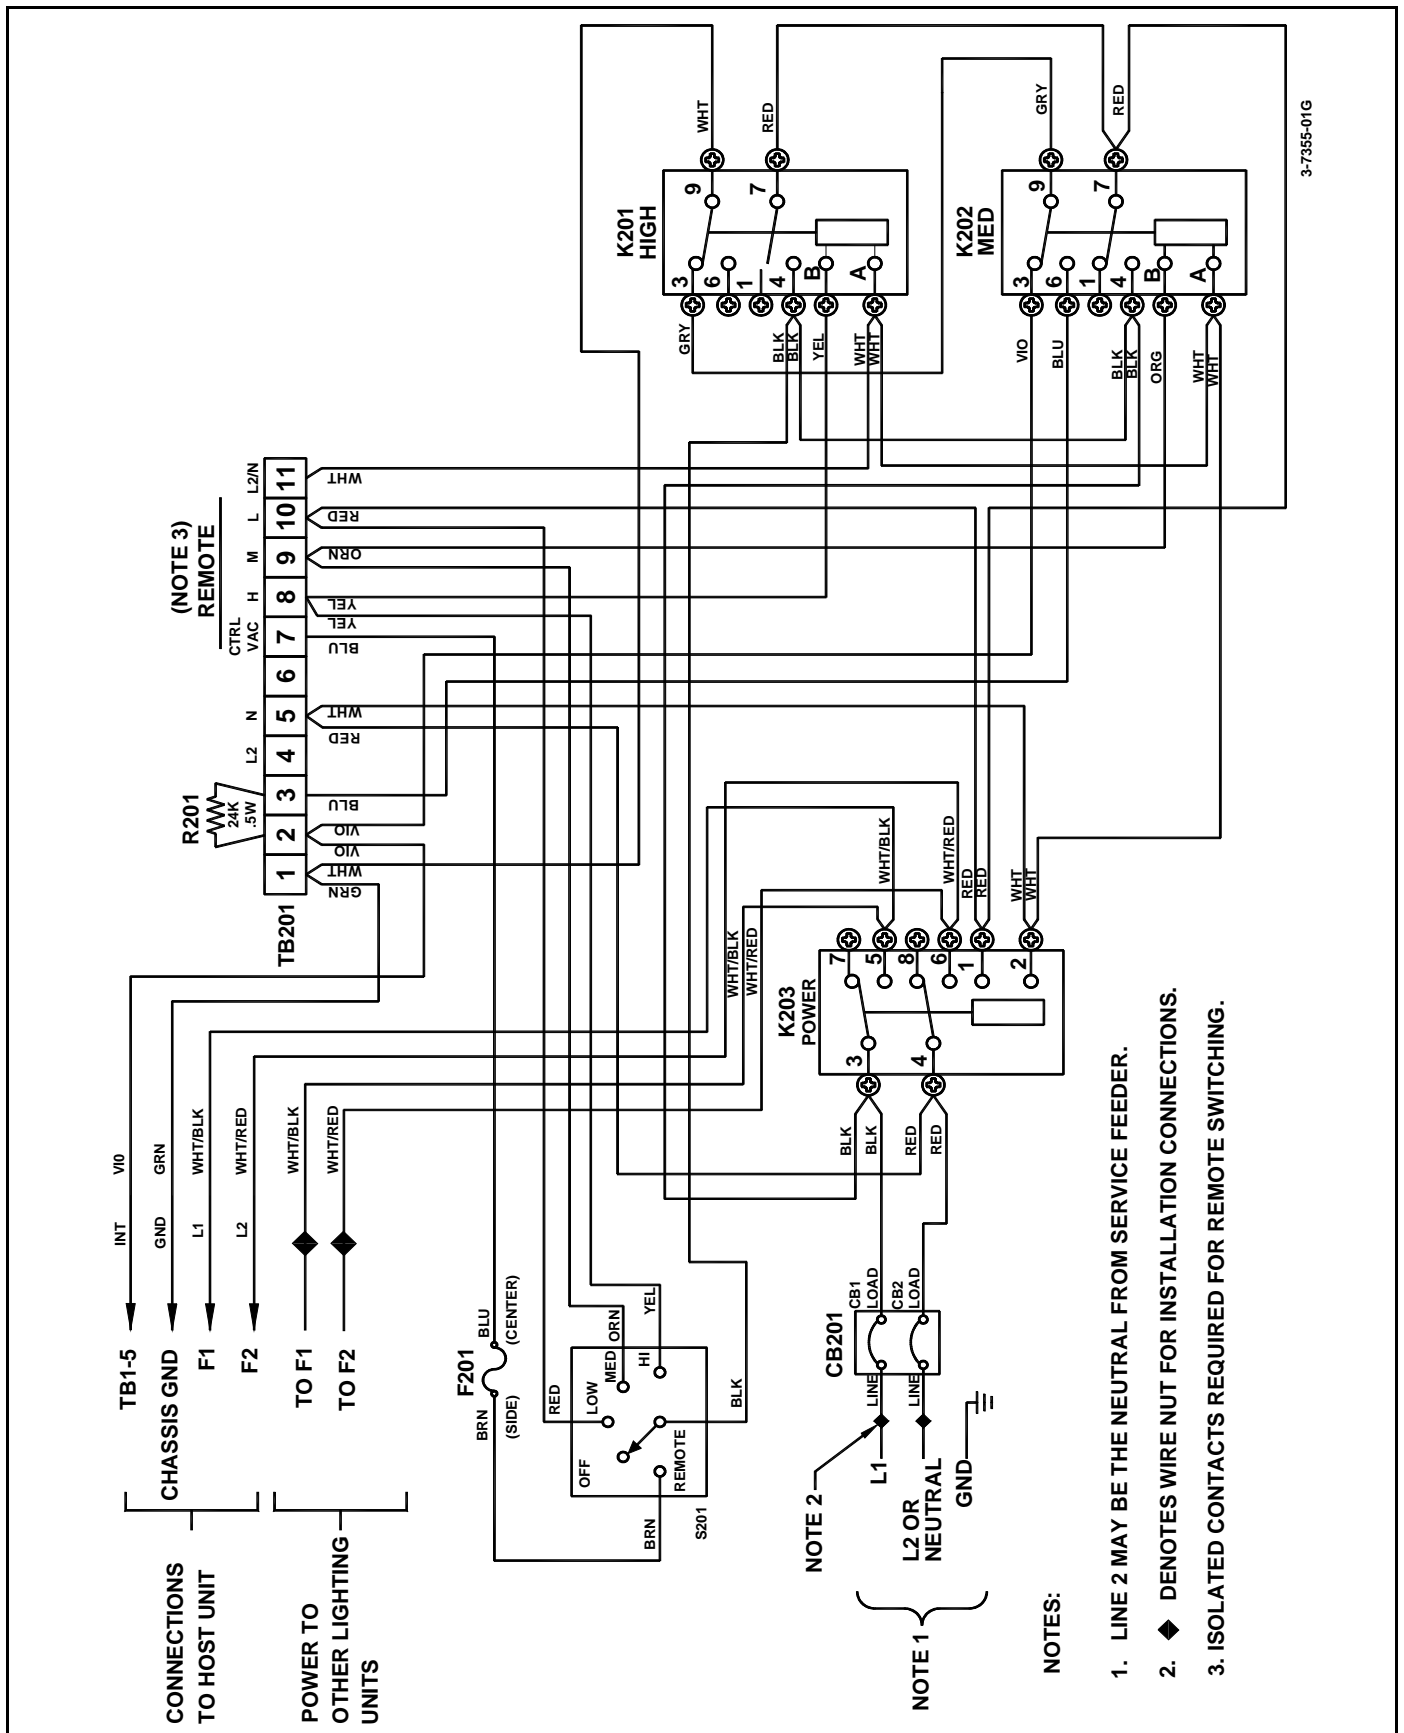 CONNECTIONS
TO HOST UNIT
POWER TO
OTHER LIGHTING
UNITS
TB1-5
CHASSIS GND
F1
F2
TO F1
TO F2
INT VI0
GND GRN
L1 WHT/BLK
L2 WHT/RED
WHT/BLK
WHT/RED
(NOTE 3)
REMOTE
R201
24K
.5W
L2
N
CTRL
VAC
H
M
L
L2/N
TB201
1 2 3 4 5 6 7 8 9 10 11
GRN
WHT
VIO
VIO
BLU
RED
WHT
BLU
YEL
YEL
ORN
RED
WHT
F201
BRN
BLU
(SIDE)
(CENTER)
RED
ORN
YEL
OFF
LOW
MED
HI
REMOTE
BRN
BLK
S201
K201
HIGH
9
7
3
6
1
4
B
A
WHT
RED
GRY
BLK
BLK
YEL
WHT
WHT
K202
MED
9
7
3
6
1
4
B
A
GRY
RED
VIO
BLU
BLK
BLK
ORG
WHT
WHT
K203
POWER
7
5
8
6
1
2
3
4
WHT/BLK
WHT/RED
WHT/BLK
WHT/RED
RED
RED
WHT
WHT
BLK
BLK
RED
RED
CB201
CB1
LOAD
CB2
LOAD
LINE
LINE
NOTE 2
L1
L2 OR
NEUTRAL
GND
NOTE 1
NOTES:
1. LINE 2 MAY BE THE NEUTRAL FROM SERVICE FEEDER.
2. ◆ DENOTES WIRE NUT FOR INSTALLATION CONNECTIONS.
3. ISOLATED CONTACTS REQUIRED FOR REMOTE SWITCHING.
3-7355-01G